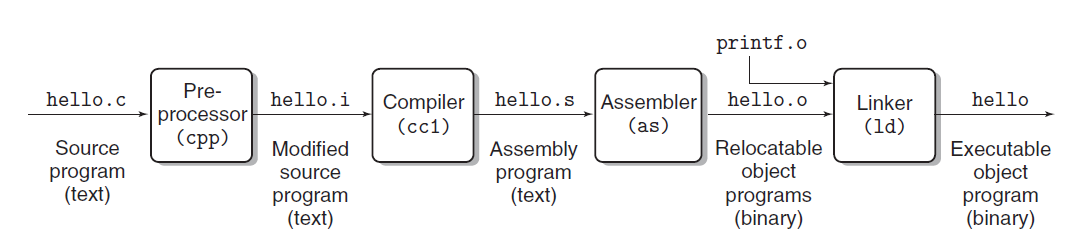 printf.o
hello.c
Pre-
processor
(cpp)
hello.i
Compiler
(cc1)
hello.s
Assembler
(as)
hello.o
Linker
(ld)
hello
Source
program
(text)
Modified
source
program
(text)
Assembly
program
(text)
Relocatable
object
programs
(binary)
Executable
object
program
(binary)